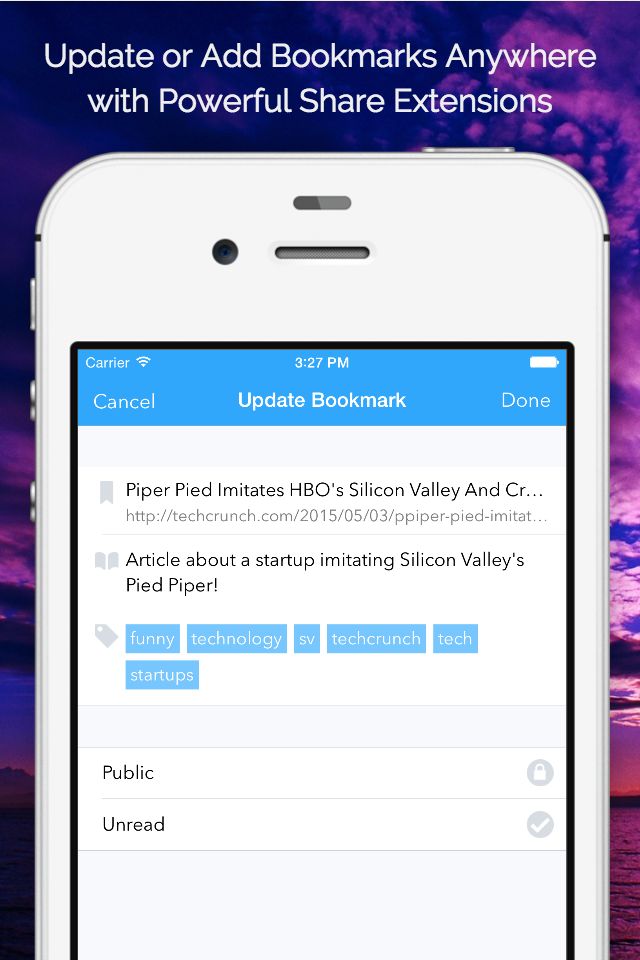 Update or Add Bookmarks Anywhere
with Powerful Share Extensions
Carrier 3:27 PM
Cancel Update Bookmark Done
Piper Pied Imitates HBO's Silicon Valley And Cr...
http://techcrunch.com/2015/05/03/ppiper-pied-imitat...
Article about a startup imitating Silicon Valley's
Pied Piper!
funny technology sv techcrunch tech
startups
Public
Unread